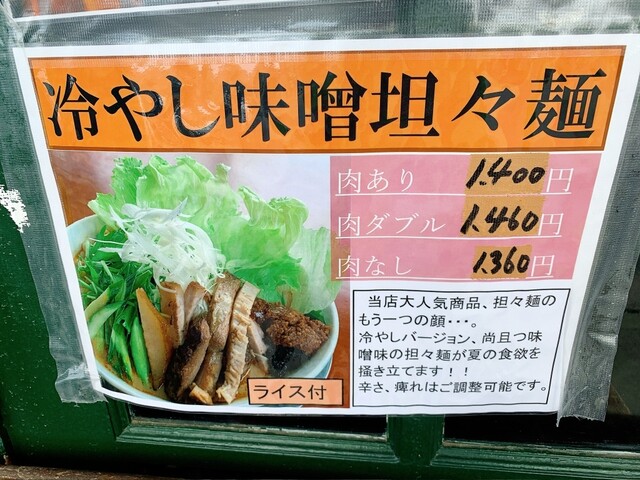 冷やし味噌坦々麺
肉あり 1.400円
肉ダブル 1.460円
肉なし 1.360円
当店大人気商品、担々麺の
もう一つの顔・・・。
冷やしバージョン、尚且つ味
噌味の担々麺が夏の食欲を
掻き立てます！！
辛さ、痺れはご調整可能です。
ライス付